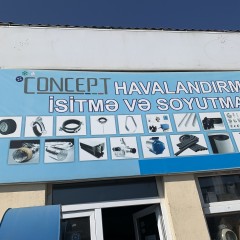 CONCEPT HAVALANDIRM
İSİTMƏ VƏ SOYUTMA